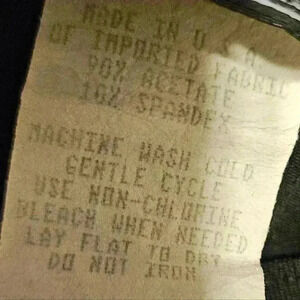 MADE IN U S A
OF IMPORTED FABRIC
90% ACETATE
10% SPANDEX
MACHINE WASH COLD
GENTLE CYCLE
USE NON-CHLORINE
BLEACH WHEN NEEDED
LAY FLAT TO DRY
DO NOT IRON